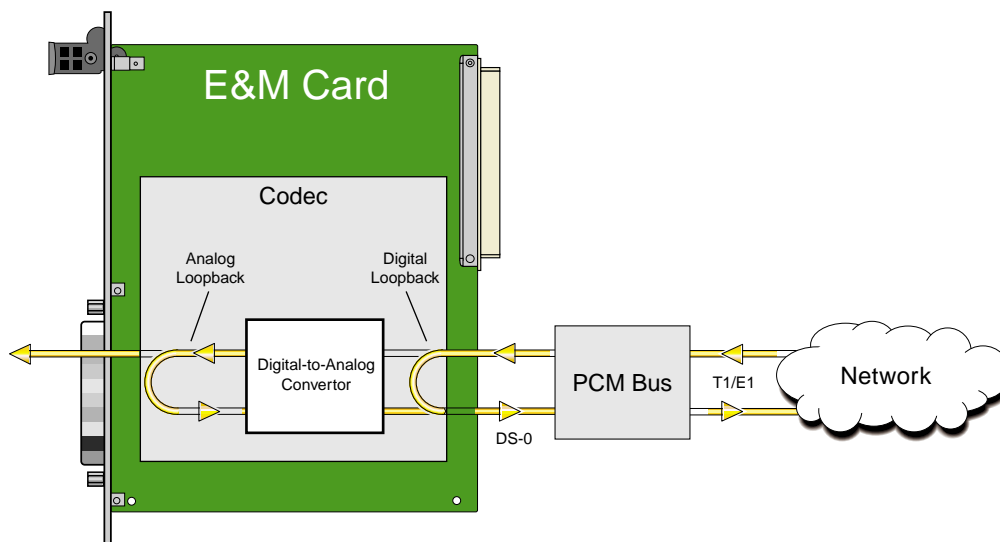 E&M Card
Codec
Analog
Loopback
Digital
Loopback
Digital-to-Analog
Convertor
PCM Bus
T1/E1
Network
DS-0